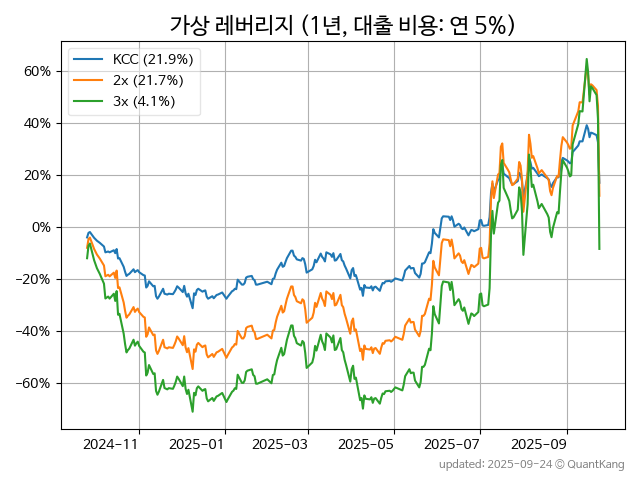 가상 레버리지 (1년, 대출 비용: 연 5%)
KCC (21.9%)
2x (21.7%)
3x (4.1%)
60%
40%
20%
0%
−20%
−40%
−60%
2024-11
2025-01
2025-03
2025-05
2025-07
2025-09
updated: 2025-09-24 © QuantKang